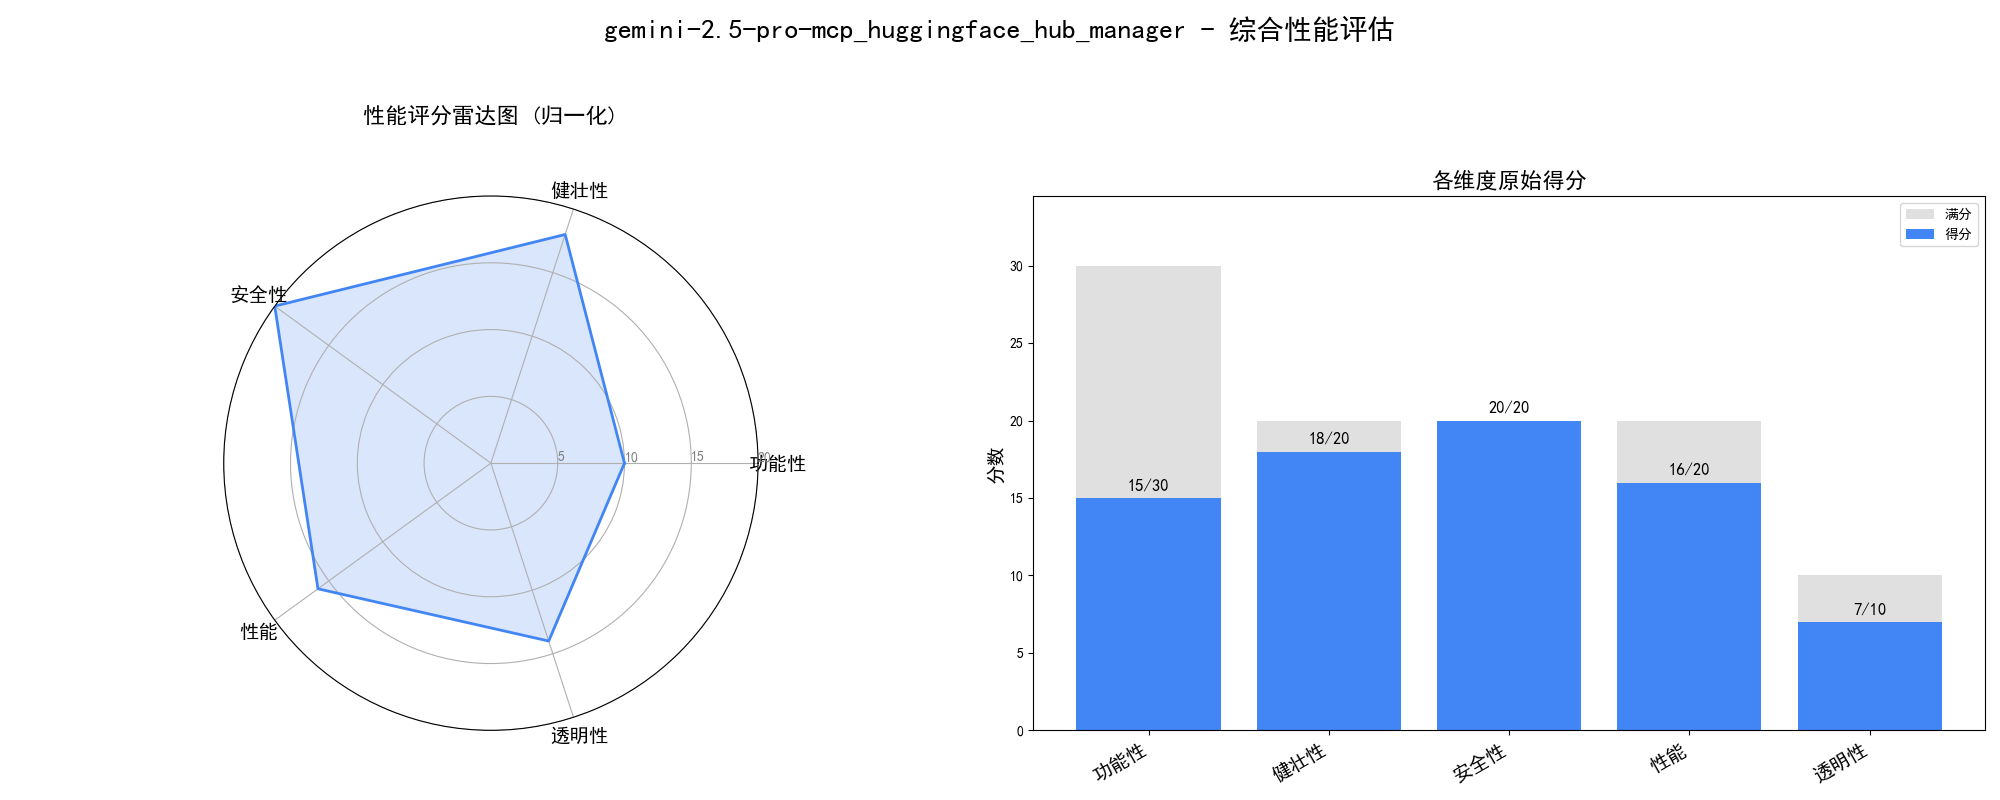 gemini-2.5-pro-mcp_huggingface_hub_manager - 综合性能评估
性能评分雷达图 (归一化)
健壮性
安全性
5
10
15
20
功能性
性能
透明性
各维度原始得分
满分
得分
分数
30
25
20
15
10
5
0
15/30
18/20
20/20
16/20
7/10
功能性
健壮性
安全性
性能
透明性